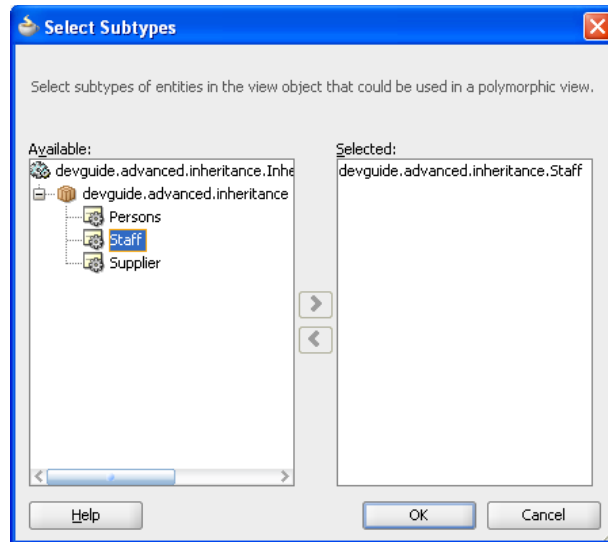 Select Subtypes
Select subtypes of entities in the view object that could be used in a polymorphic view.
Available:
Selected:
devguide.advanced.inheritance.Inhe
devguide.advanced.inheritance.Staff
devguide.advanced.inheritance
Persons
Staff
Supplier
Help
OK
Cancel